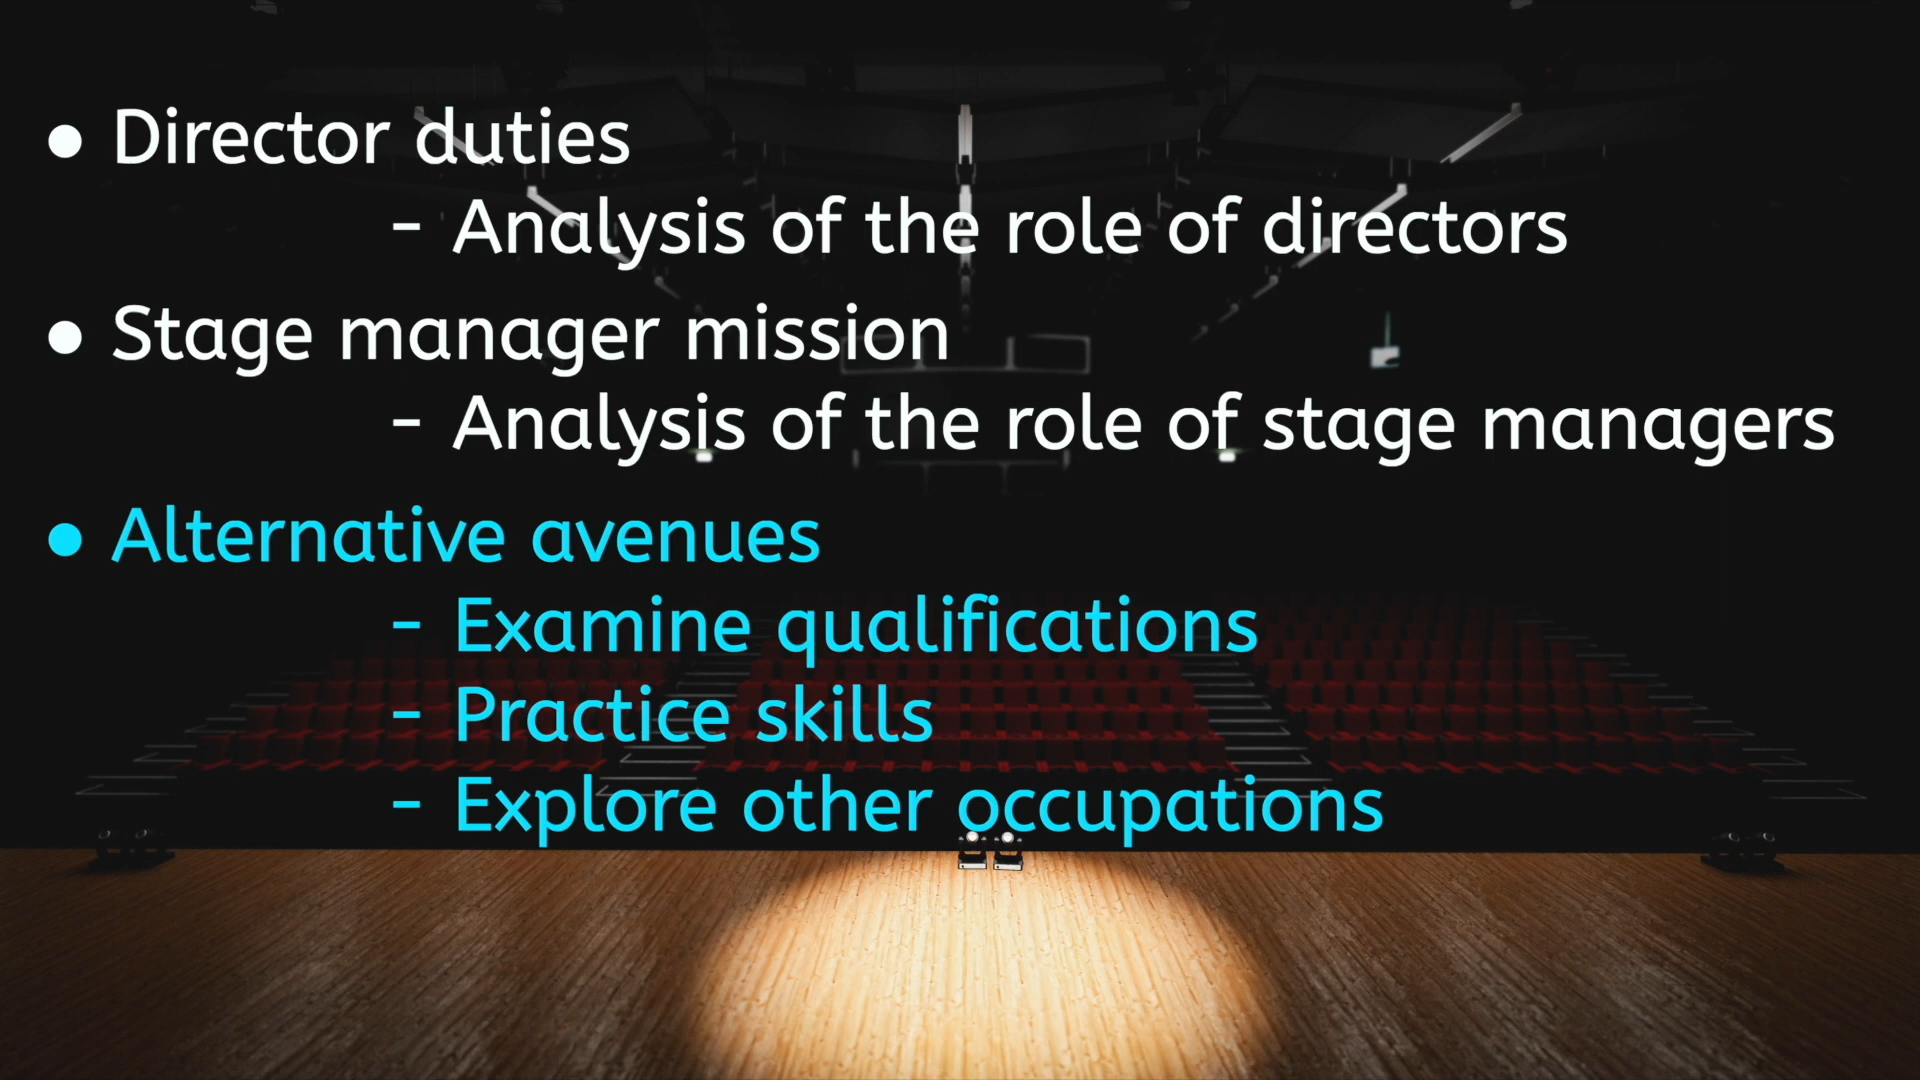 ● Director duties
- Analysis of the role of directors
● Stage manager mission
- Analysis of the role of stage managers
● Alternative avenues
- Examine qualifications
- Practice skills
- Explore other occupations